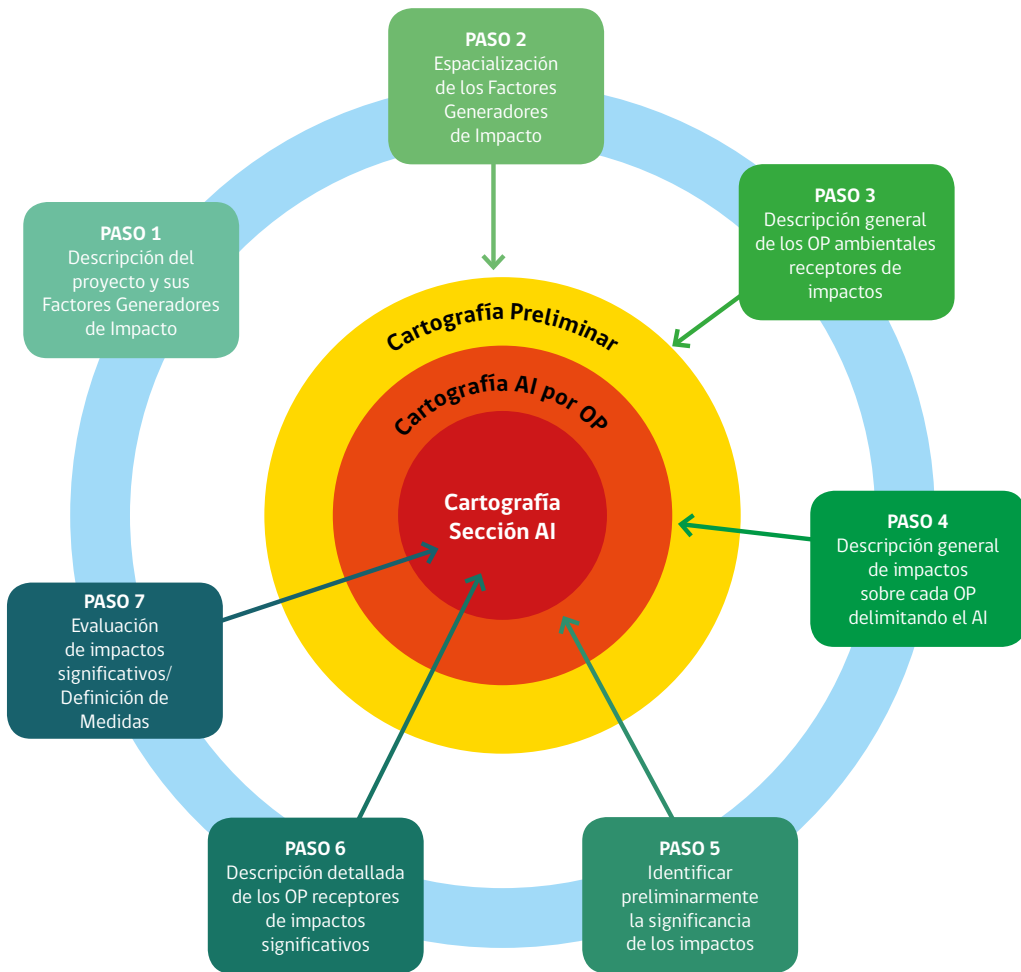 PASO 1
Descripción del
proyecto y sus
Factores Generadores
de Impacto
PASO 2
Espacialización
de los Factores
Generadores
de Impacto
PASO 3
Descripción general
de los OP ambientales
receptores de
impactos
PASO 4
Descripción general
de impactos
sobre cada OP
delimitando el AI
PASO 5
Identificar
preliminarmente
la significancia
de los impactos
PASO 6
Descripción detallada
de los OP receptores
de impactos
significativos
PASO 7
Evaluación
de impactos
significativos/
Definición de
Medidas
Cartografía Preliminar
Cartografía AI por OP
Cartografía
Sección AI